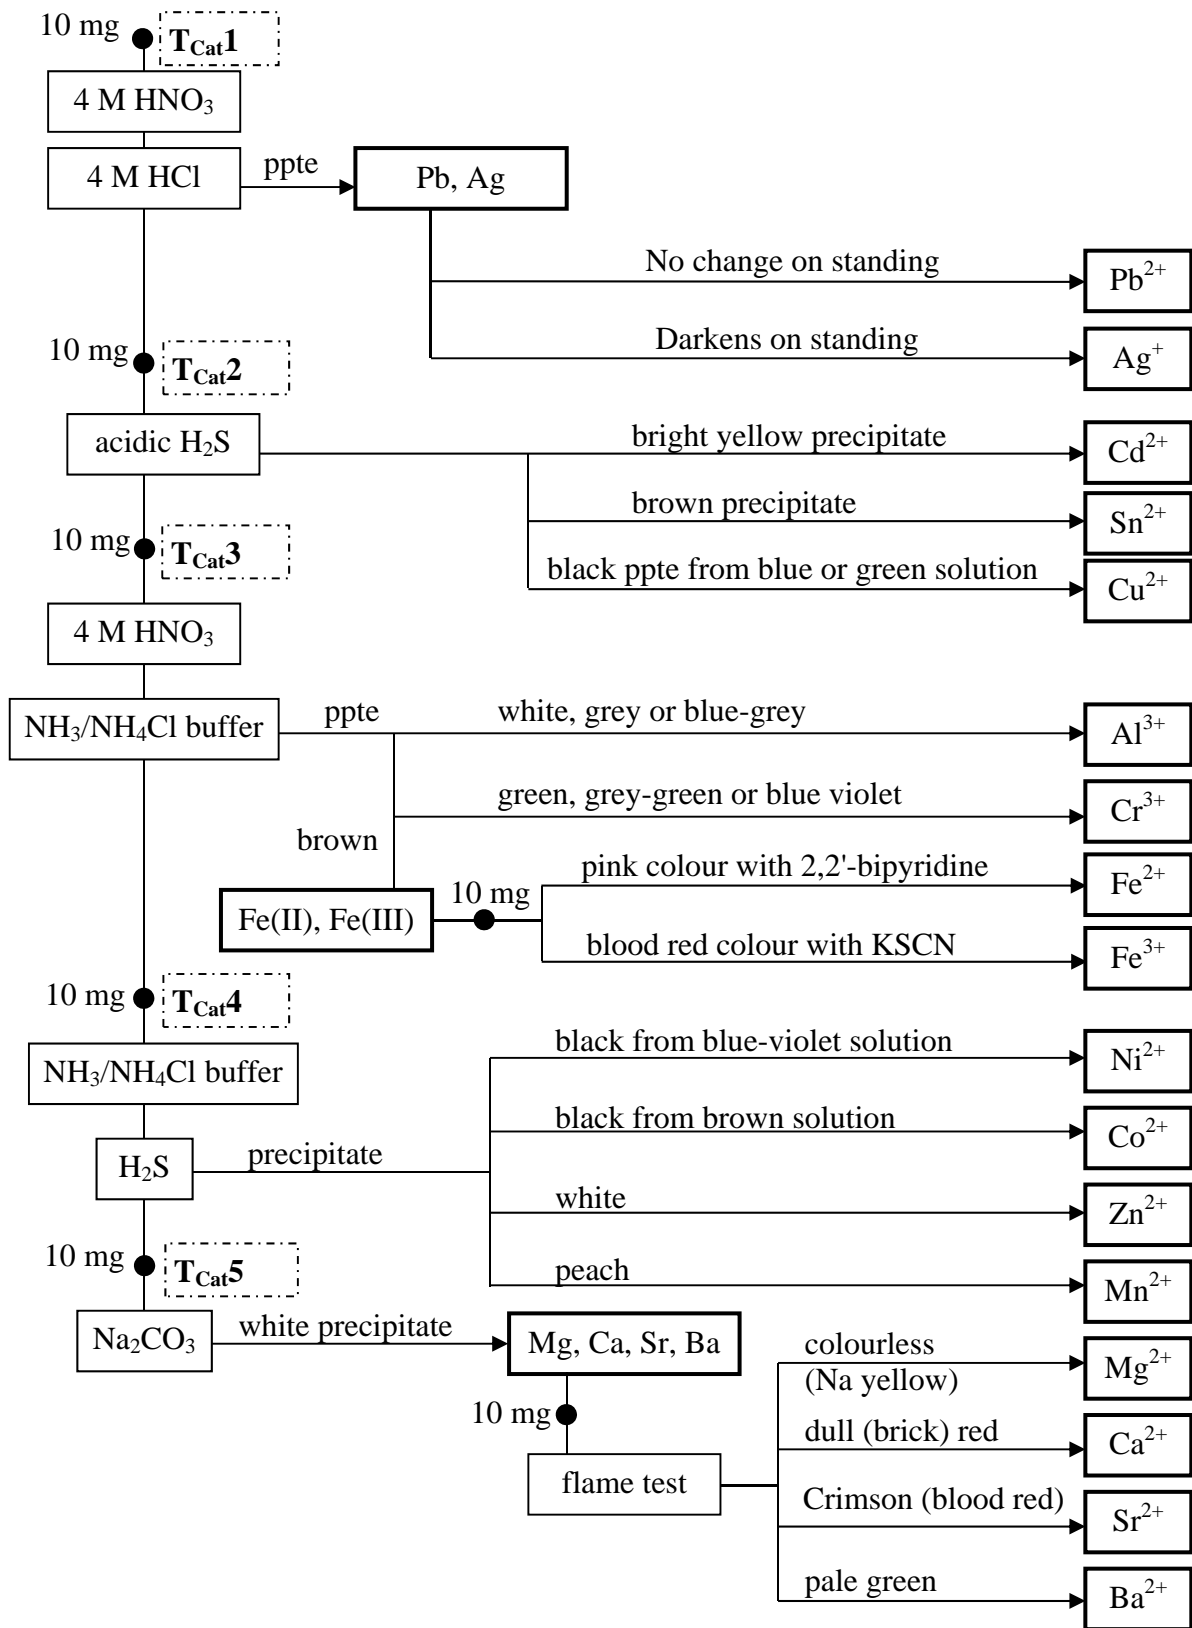 10 mg
T_Cat1
4 M HNO₃
4 M HCl
ppte
Pb, Ag
No change on standing
Pb²⁺
Darkens on standing
Ag⁺
10 mg
T_Cat2
acidic H₂S
bright yellow precipitate
Cd²⁺
brown precipitate
Sn²⁺
black ppte from blue or green solution
Cu²⁺
10 mg
T_Cat3
4 M HNO₃
NH₃/NH₄Cl buffer
ppte
white, grey or blue-grey
Al³⁺
green, grey-green or blue violet
Cr³⁺
brown
Fe(II), Fe(III)
10 mg
pink colour with 2,2'-bipyridine
Fe²⁺
blood red colour with KSCN
Fe³⁺
10 mg
T_Cat4
NH₃/NH₄Cl buffer
H₂S
precipitate
black from blue-violet solution
Ni²⁺
black from brown solution
Co²⁺
white
Zn²⁺
peach
Mn²⁺
10 mg
T_Cat5
Na₂CO₃
white precipitate
Mg, Ca, Sr, Ba
10 mg
flame test
colourless
(Na yellow)
Mg²⁺
dull (brick) red
Ca²⁺
Crimson (blood red)
Sr²⁺
pale green
Ba²⁺